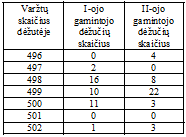 Varžtų skaičius dėžutėje | I-ojo gamintojo dėžučių skaičius | II-ojo gamintojo dėžučių skaičius
496 | 0 | 4
497 | 2 | 0
498 | 16 | 8
499 | 10 | 22
500 | 11 | 3
501 | 0 | 0
502 | 1 | 3